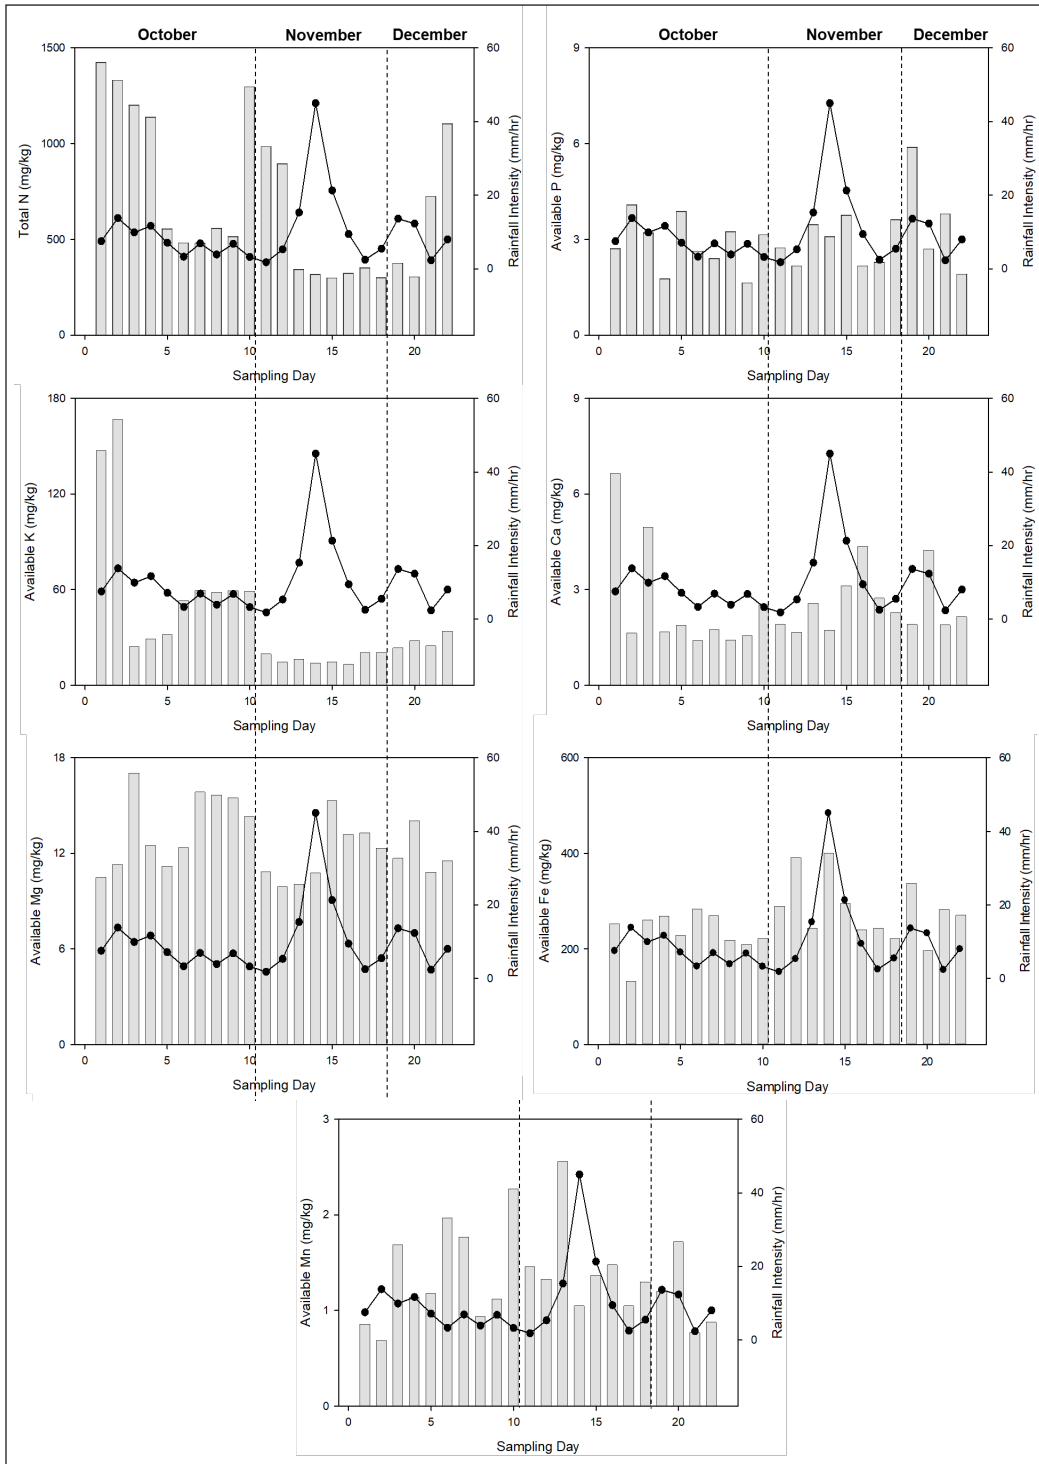 October November December
October November December
1500
1000
500
0
Total N (mg/kg)
60
40
20
0
Rainfall Intensity (mm/hr)
0 5 10 15 20
Sampling Day
9
6
3
0
Available P (mg/kg)
60
40
20
0
Rainfall Intensity (mm/hr)
0 5 10 15 20
Sampling Day
180
120
60
0
Available K (mg/kg)
60
40
20
0
Rainfall Intensity (mm/hr)
0 5 10 15 20
Sampling Day
9
6
3
0
Available Ca (mg/kg)
60
40
20
0
Rainfall Intensity (mm/hr)
0 5 10 15 20
Sampling Day
18
12
6
0
Available Mg (mg/kg)
60
40
20
0
Rainfall Intensity (mm/hr)
0 5 10 15 20
Sampling Day
600
400
200
0
Available Fe (mg/kg)
60
40
20
0
Rainfall Intensity (mm/hr)
0 5 10 15 20
Sampling Day
3
2
1
0
Available Mn (mg/kg)
60
40
20
0
Rainfall Intensity (mm/hr)
0 5 10 15 20
Sampling Day